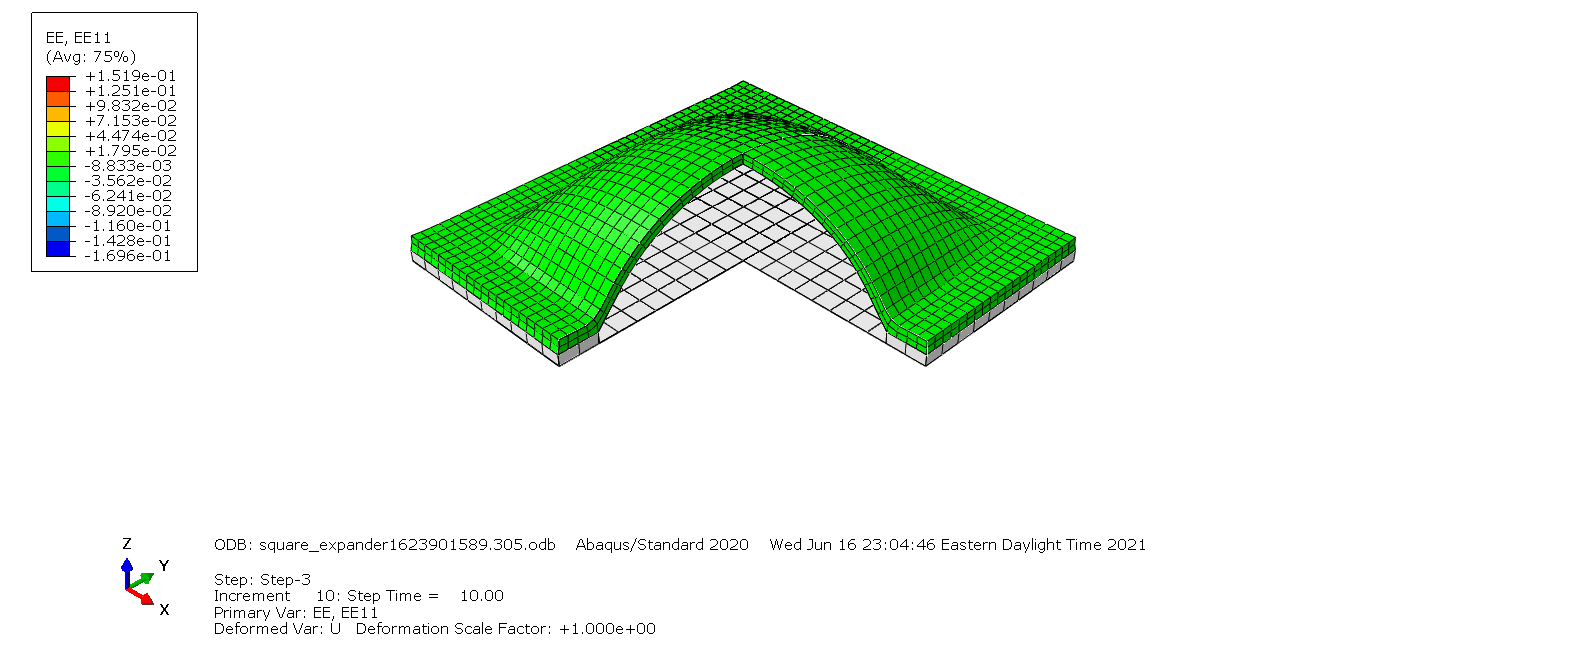 EE, EE11
(Avg: 75%)
+1.519e-01
+1.251e-01
+9.832e-02
+7.153e-02
+4.474e-02
+1.795e-02
-8.833e-03
-3.562e-02
-6.241e-02
-8.920e-02
-1.160e-01
-1.428e-01
-1.696e-01
Z
Y
X
ODB: square_expander1623901589.305.odb Abaqus/Standard 2020 Wed Jun 16 23:04:46 Eastern Daylight Time 2021
Step: Step-3
Increment 10: Step Time = 10.00
Primary Var: EE, EE11
Deformed Var: U Deformation Scale Factor: +1.000e+00